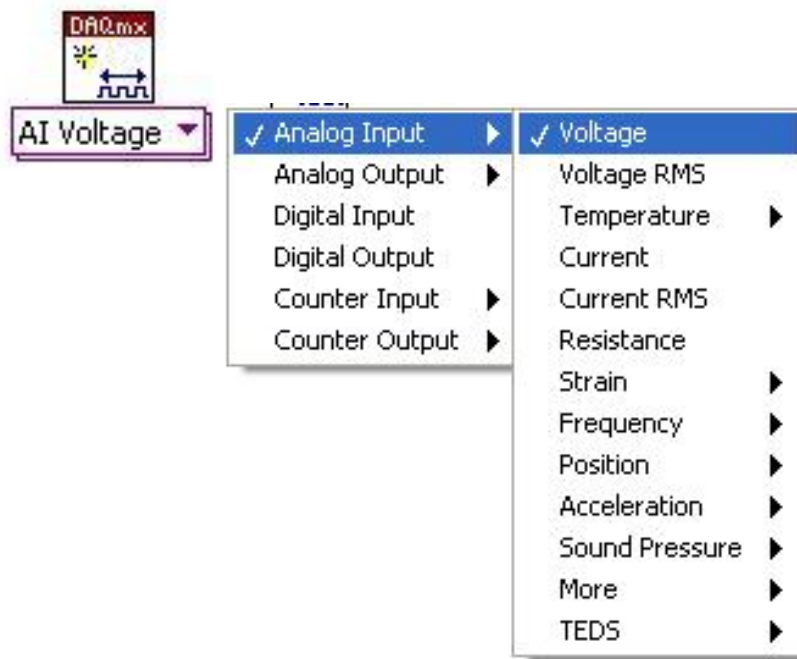 DAQmx
AI Voltage
Analog Input
Analog Output
Digital Input
Digital Output
Counter Input
Counter Output
Voltage
Voltage RMS
Temperature
Current
Current RMS
Resistance
Strain
Frequency
Position
Acceleration
Sound Pressure
More
TEDS